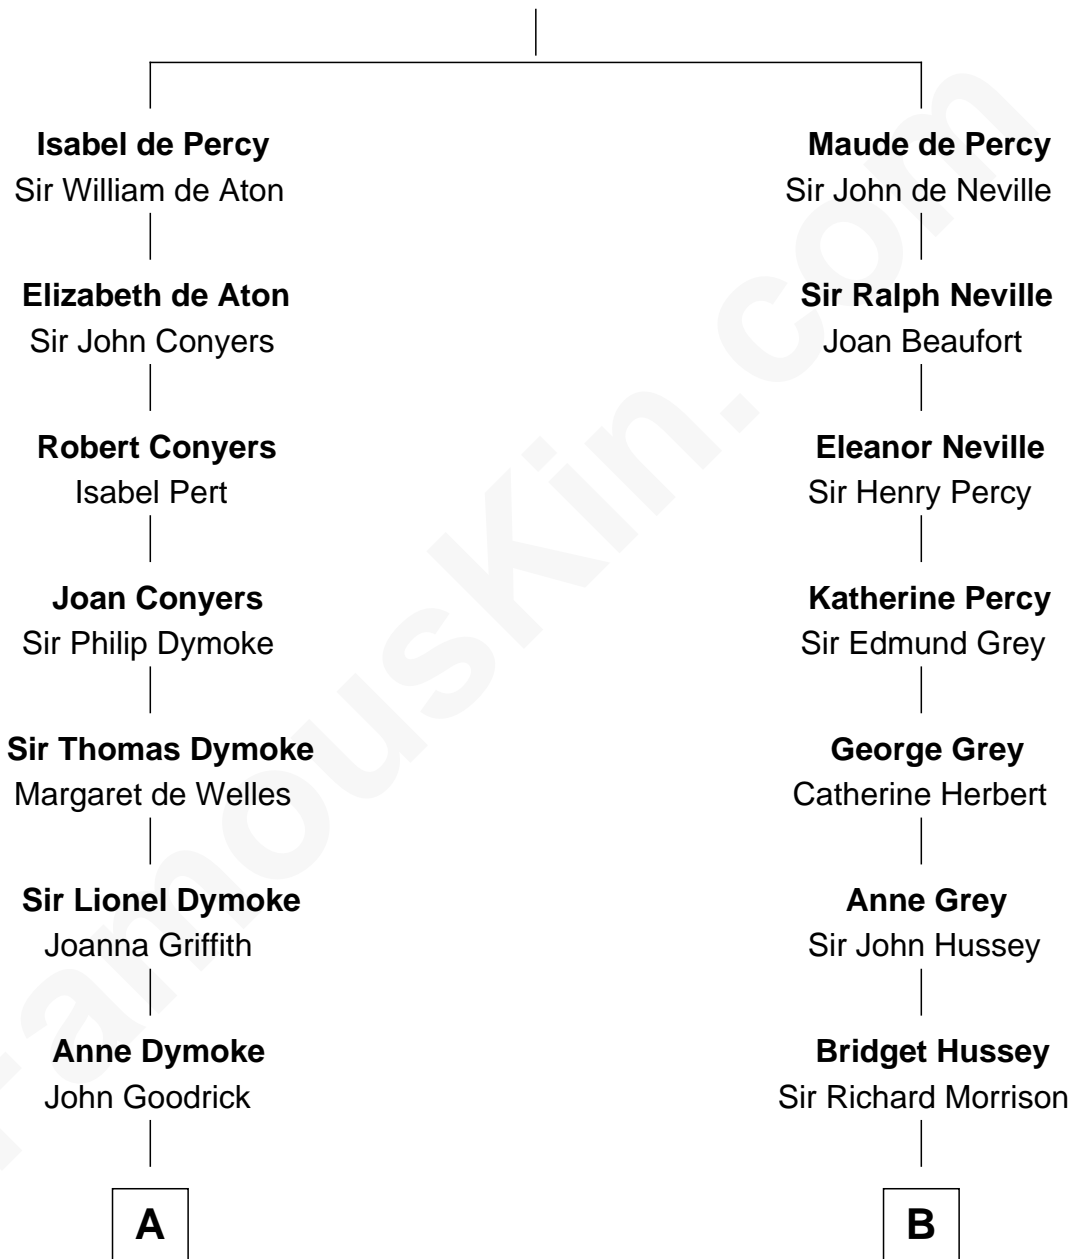 Isabel de Percy
Sir William de Aton
Maude de Percy
Sir John de Neville
Elizabeth de Aton
Sir John Conyers
Sir Ralph Neville
Joan Beaufort
Robert Conyers
Isabel Pert
Eleanor Neville
Sir Henry Percy
Joan Conyers
Sir Philip Dymoke
Katherine Percy
Sir Edmund Grey
Sir Thomas Dymoke
Margaret de Welles
George Grey
Catherine Herbert
Sir Lionel Dymoke
Joanna Griffith
Anne Grey
Sir John Hussey
Anne Dymoke
John Goodrick
Bridget Hussey
Sir Richard Morrison
A
B
FamousKin.com